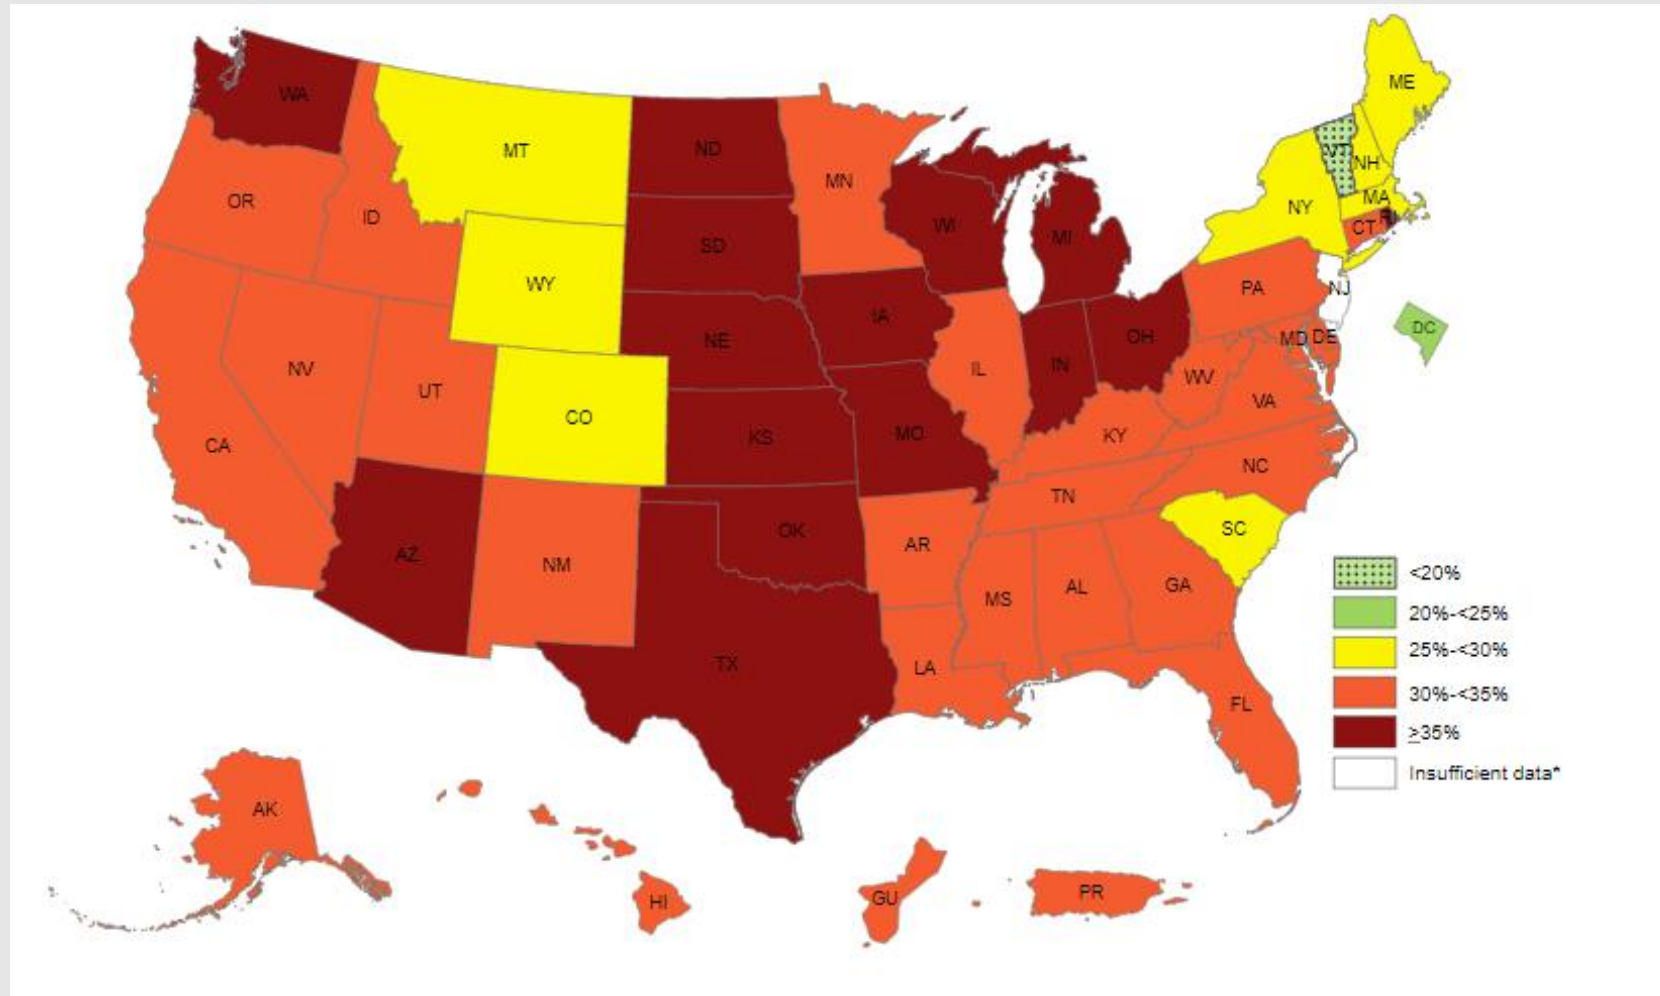 ME
WA
MT
ND
MN
VT
NH
OR
ID
SD
WI
MI
NY
MA
RI
CT
WY
NE
IA
PA
NJ
DC
NV
UT
CO
IL
IN
OH
MD
DE
WV
VA
CA
KS
MO
KY
NC
TN
AZ
NM
OK
AR
SC
MS
AL
GA
TX
LA
FL
<20%
20%-<25%
25%-<30%
30%-<35%
≥35%
Insufficient data*
AK
HI
GU
PR